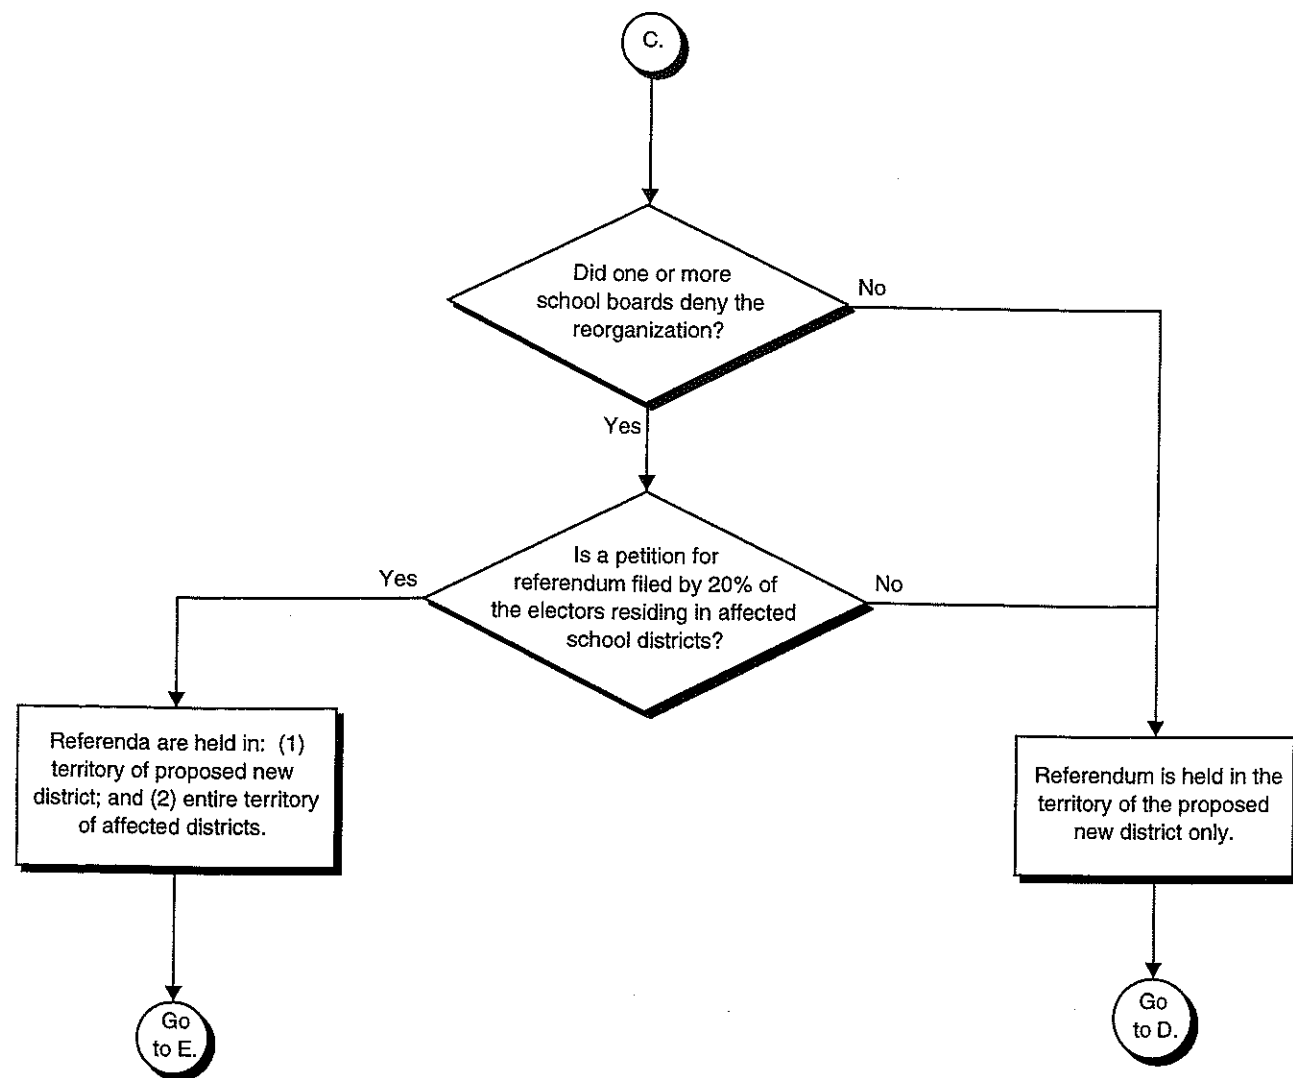 C.
Did one or more
school boards deny the
reorganization?
No
Yes
Is a petition for
referendum filed by 20% of
the electors residing in affected
school districts?
Yes
No
Referenda are held in: (1)
territory of proposed new
district; and (2) entire territory
of affected districts.
Referendum is held in the
territory of the proposed
new district only.
Go
to E.
Go
to D.